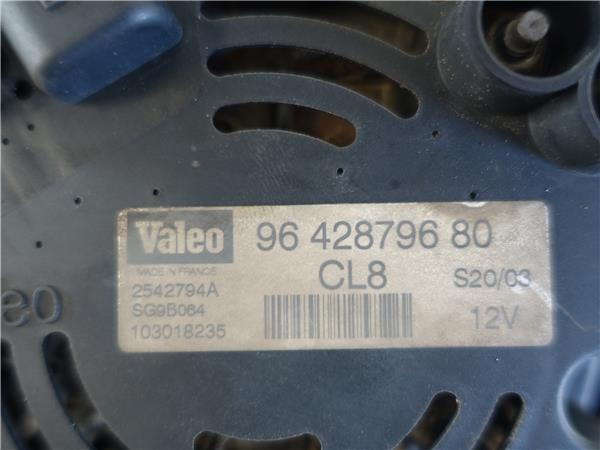 Valeo
96 428796 80
MADE IN FRANCE
CL8
S20/03
2542794A
SG9B064
103018235
12V
eo